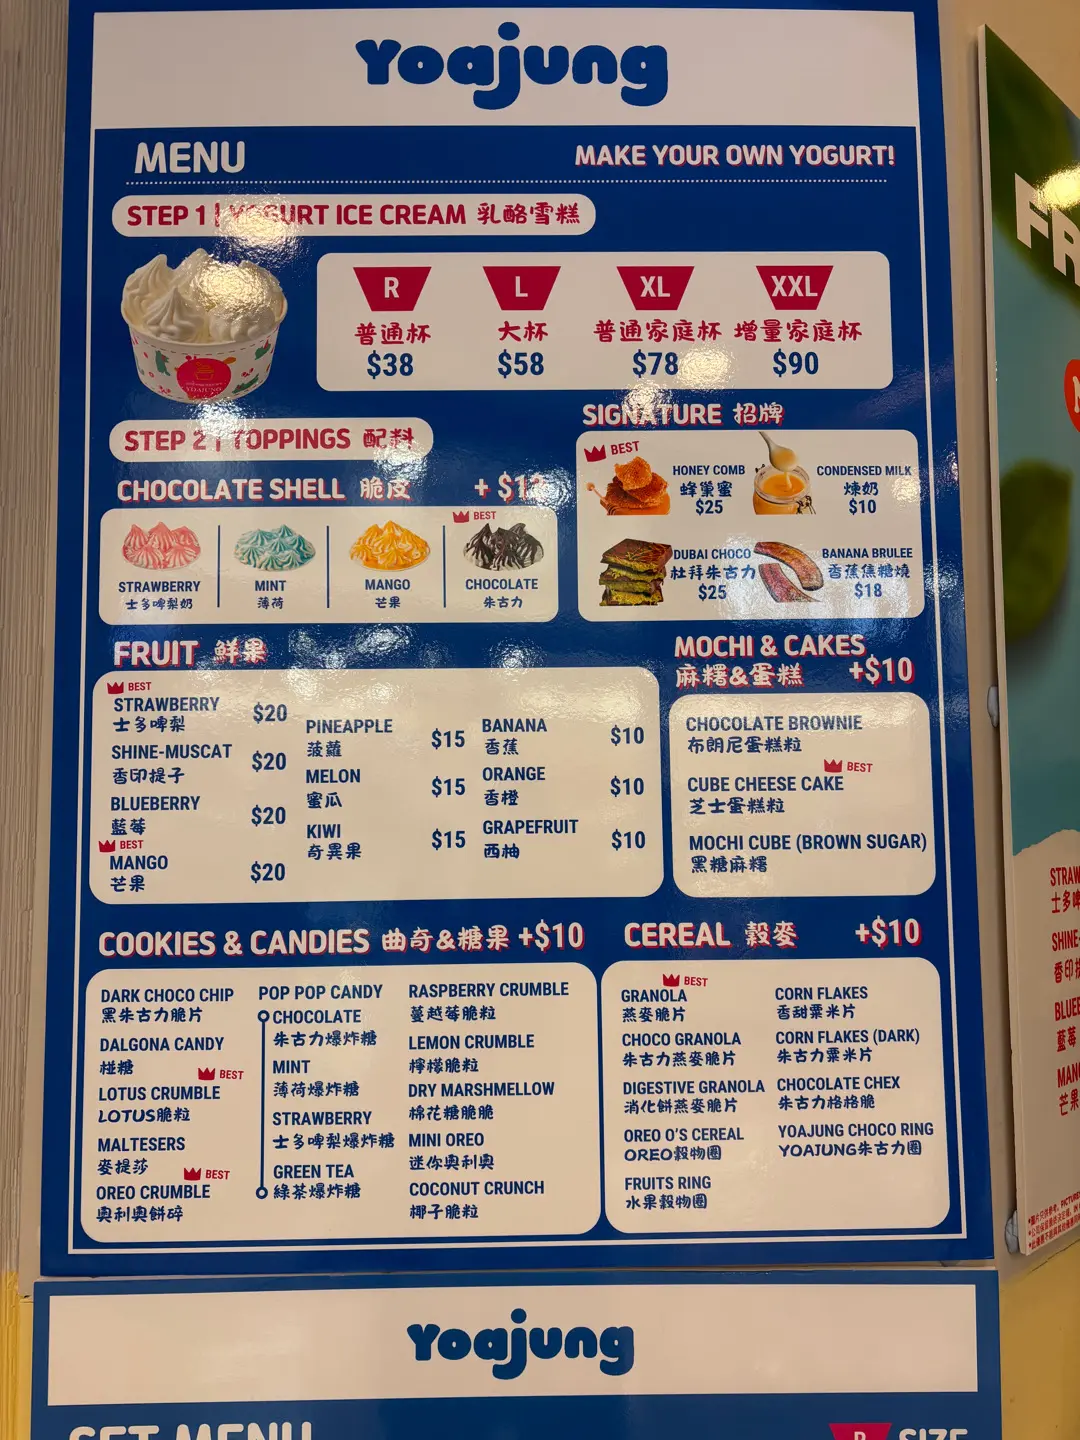 Yoajung
MENU
MAKE YOUR OWN YOGURT!
STEP 1 | YOGURT ICE CREAM 乳酪雪糕
R
普通杯
$38
L
大杯
$58
XL
普通家庭杯
$78
XXL
增量家庭杯
$90
STEP 2 | TOPPINGS 配料
CHOCOLATE SHELL 脆皮
STRAWBERRY
士多啤梨奶
MINT
薄荷
MANGO
芒果
BEST
CHOCOLATE
朱古力
SIGNATURE 招牌
BEST
HONEY COMB
蜂巢蜜
$25
CONDENSED MILK
煉奶
$10
DUBAI CHOCO
杜拜朱古力
$25
BANANA BRULEE
香蕉焦糖燒
$18
FRUIT 鮮果
BEST
STRAWBERRY $20
士多啤梨
SHINE-MUSCAT $20
香印提子
BLUEBERRY $20
藍莓
BEST
MANGO $20
芒果
PINEAPPLE $15
菠蘿
MELON $15
蜜瓜
KIWI $15
奇異果
BANANA $10
香蕉
ORANGE $10
香橙
GRAPEFRUIT $10
西柚
MOCHI & CAKES
麻糬&蛋糕 +$10
CHOCOLATE BROWNIE
布朗尼蛋糕粒
BEST
CUBE CHEESE CAKE
芝士蛋糕粒
MOCHI CUBE (BROWN SUGAR)
黑糖麻糬
COOKIES & CANDIES 曲奇&糖果 +$10
DARK CHOCO CHIP
黑朱古力脆片
DALGONA CANDY
椪糖
BEST
LOTUS CRUMBLE
LOTUS脆粒
MALTESERS
麥提莎
BEST
OREO CRUMBLE
奧利奧餅碎
POP POP CANDY
CHOCOLATE
朱古力爆炸糖
MINT
薄荷爆炸糖
STRAWBERRY
士多啤梨爆炸糖
GREEN TEA
綠茶爆炸糖
RASPBERRY CRUMBLE
蔓越莓脆粒
LEMON CRUMBLE
檸檬脆粒
DRY MARSHMELLOW
棉花糖脆脆
MINI OREO
迷你奧利奧
COCONUT CRUNCH
椰子脆粒
CEREAL 穀麥 +$10
BEST
GRANOLA
燕麥脆片
CHOCO GRANOLA
朱古力燕麥脆片
DIGESTIVE GRANOLA
消化餅燕麥脆片
OREO O'S CEREAL
OREO穀物圈
FRUITS RING
水果穀物圈
CORN FLAKES
香甜粟米片
CORN FLAKES (DARK)
朱古力粟米片
CHOCOLATE CHEX
朱古力格格脆
YOAJUNG CHOCO RING
YOAJUNG朱古力圈
Yoajung
SET MENU
R SIZE